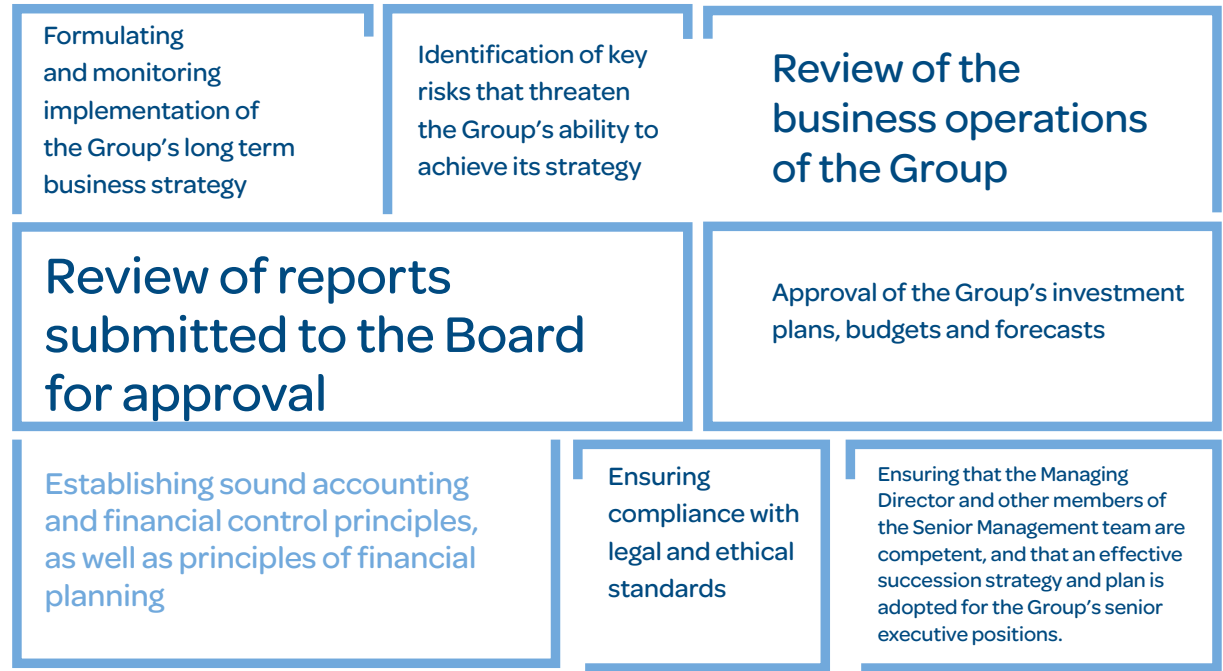 Formulating
and monitoring
implementation of
the Group's long term
business strategy
Identification of key
risks that threaten
the Group's ability to
achieve its strategy
Review of the
business operations
of the Group
Review of reports
submitted to the Board
for approval
Approval of the Group's investment
plans, budgets and forecasts
Establishing sound accounting
and financial control principles,
as well as principles of financial
planning
Ensuring
compliance with
legal and ethical
standards
Ensuring that the Managing
Director and other members of
the Senior Management team are
competent, and that an effective
succession strategy and plan is
adopted for the Group's senior
executive positions.